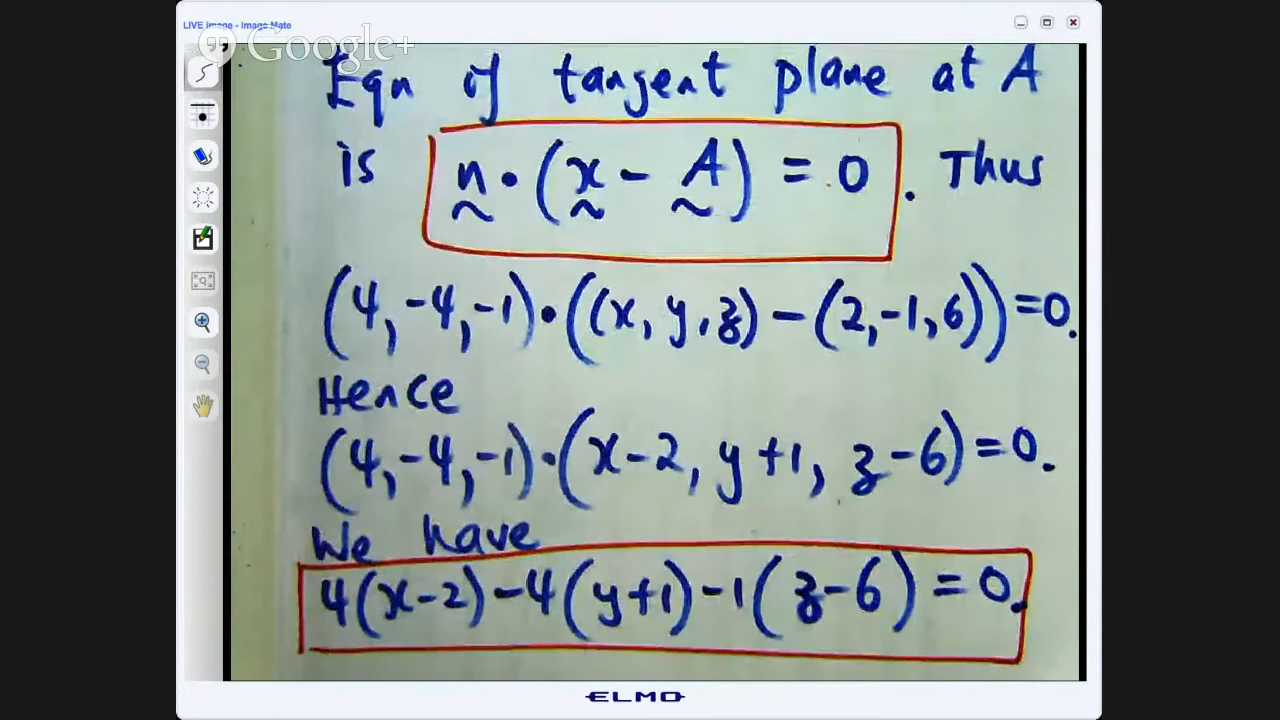 LIVE image - Image Mate
Google+
Eqn of tangent plane at A
is n·(x - A) = 0. Thus
(4,-4,-1)·((x,y,z)-(2,-1,6))=0.
Hence
(4,-4,-1)·(x-2, y+1, z-6)=0.
We have
4(x-2)-4(y+1)-1(z-6)=0.
ELMO